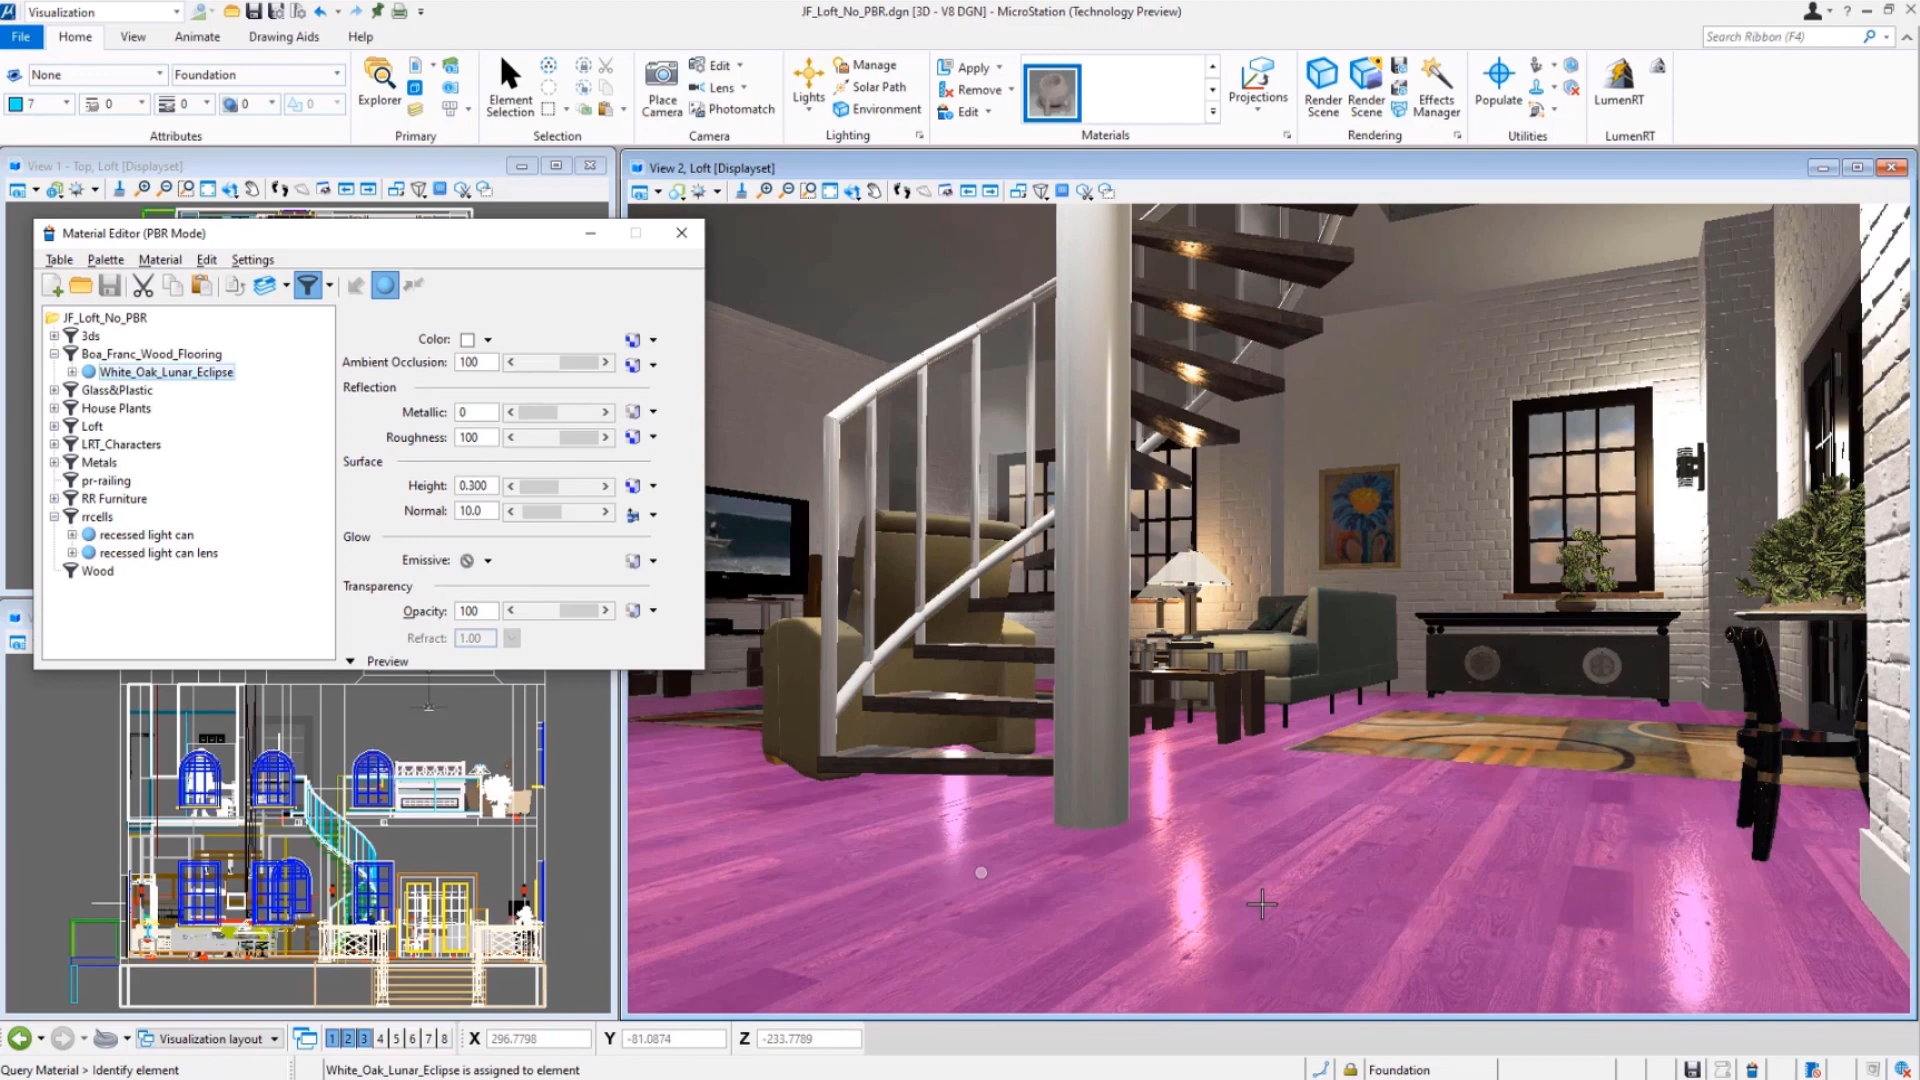 Visualization
JF_Loft_No_PBR.dgn [3D - V8 DGN] - MicroStation (Technology Preview)
File
Home
View
Animate
Drawing Aids
Help
Search Ribbon (F4)
None
Foundation
7
0
0
0
0
Attributes
Explorer
Primary
Element
Selection
Selection
Place
Camera
Edit
Lens
Photomatch
Camera
Lights
Manage
Solar Path
Environment
Lighting
Apply
Remove
Edit
Materials
Projections
Render
Scene
Render
Scene
Effects
Manager
Rendering
Populate
Utilities
LumenRT
LumenRT
View 1 - Top, Loft [Displayset]
View 2, Loft [Displayset]
Material Editor (PBR Mode)
Table
Palette
Material
Edit
Settings
JF_Loft_No_PBR
3ds
Boa_Franc_Wood_Flooring
White_Oak_Lunar_Eclipse
Glass&Plastic
House Plants
Loft
LRT_Characters
Metals
pr-railing
RR Furniture
rrcells
recessed light can
recessed light can lens
Wood
Color:
Ambient Occlusion: 100
Reflection
Metallic: 0
Roughness: 100
Surface
Height: 0.300
Normal: 10.0
Glow
Emissive:
Transparency
Opacity: 100
Refract: 1.00
Preview
Visualization layout
1 2 3 4 5 6 7 8
X 296.7798
Y -81.0874
Z -233.7789
Query Material > Identify element
White_Oak_Lunar_Eclipse is assigned to element
Foundation